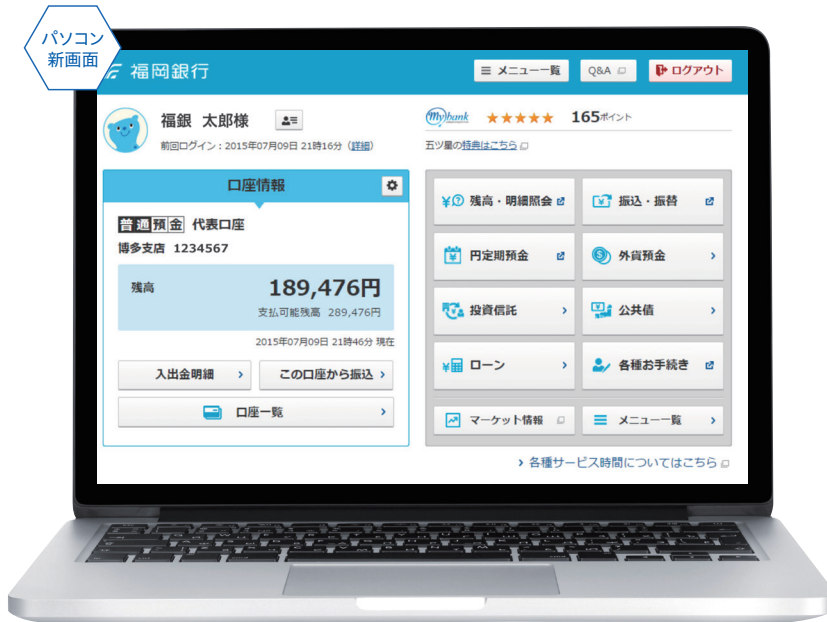 パソコン
新画面
福岡銀行
メニュー一覧
Q&A
ログアウト
福銀 太郎様
前回ログイン：2015年07月09日 21時16分（詳細）
Mybank ★★★★★ 165ポイント
五ツ星の特典はこちら
口座情報
普通預金 代表口座
博多支店 1234567
残高 189,476円
支払可能残高 289,476円
2015年07月09日 21時46分 現在
入出金明細
この口座から振込
口座一覧
残高・明細照会
振込・振替
円定期預金
外貨預金
投資信託
公共債
ローン
各種お手続き
マーケット情報
メニュー一覧
各種サービス時間についてはこちら